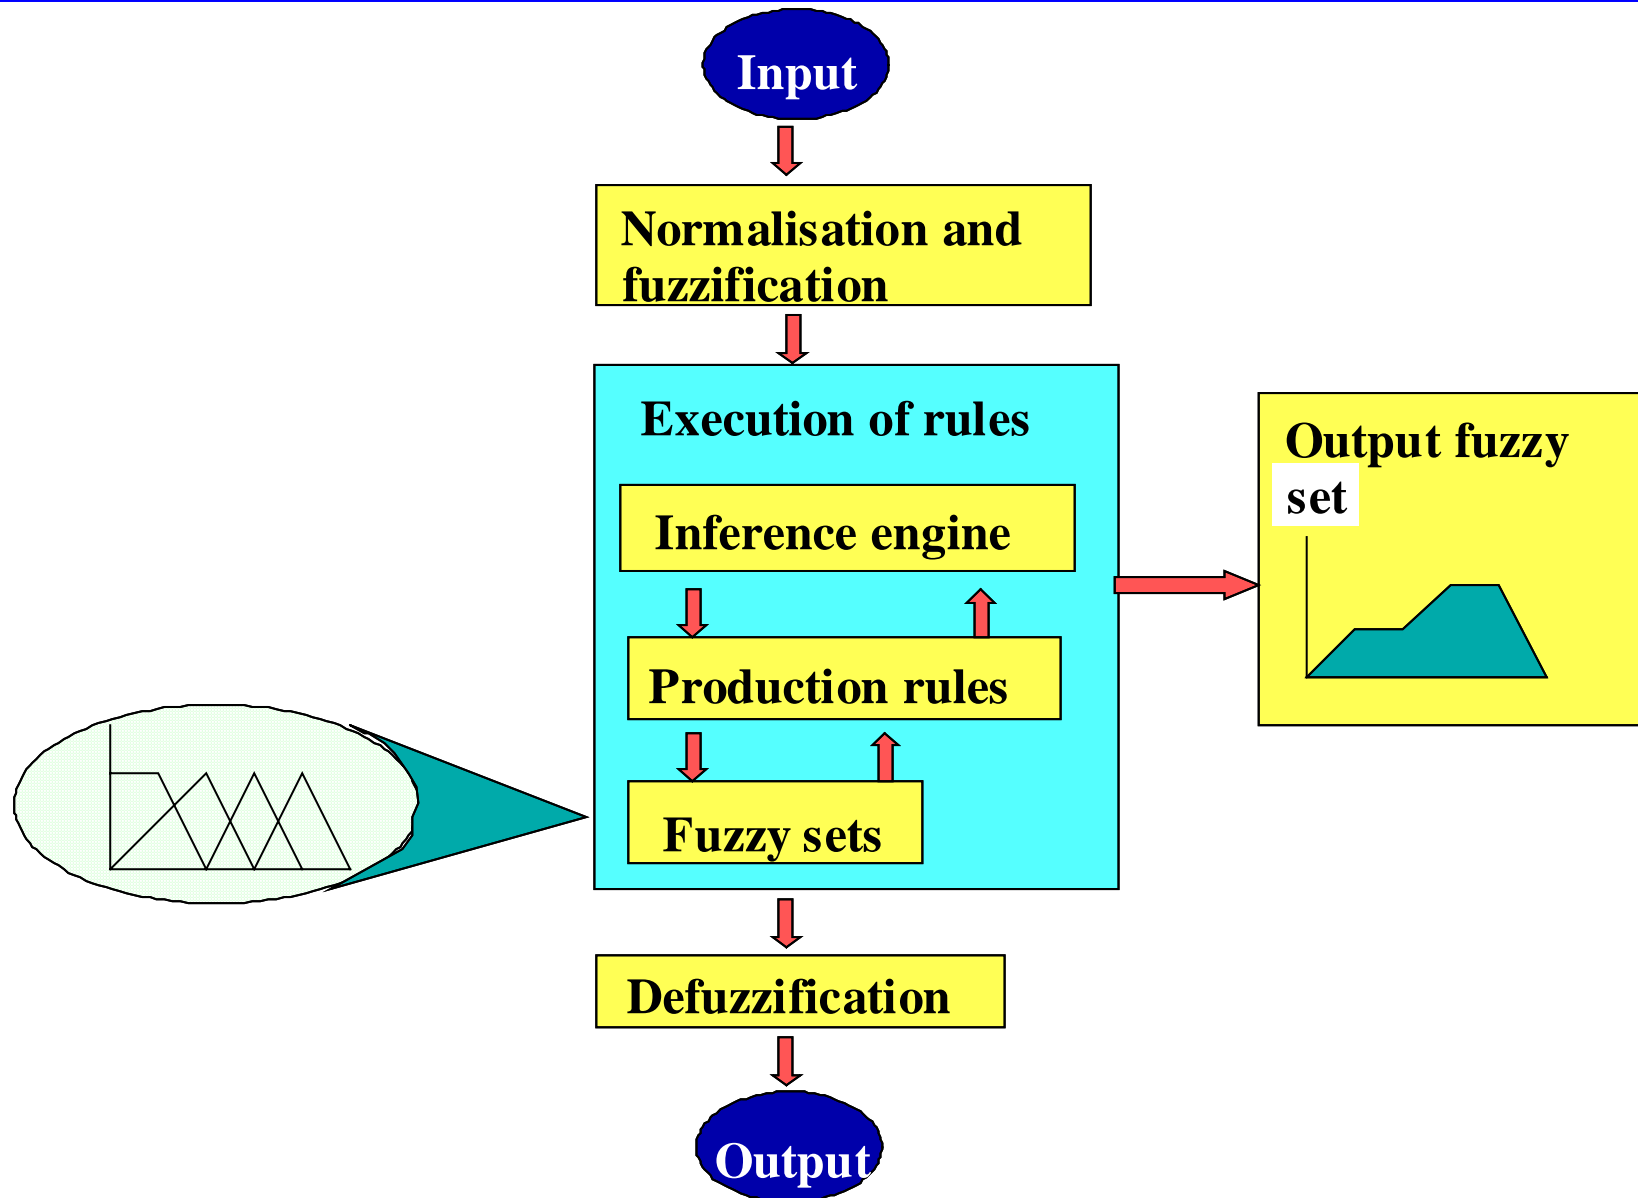 Input
Normalisation and
fuzzification
Execution of rules
Inference engine
Production rules
Fuzzy sets
Output fuzzy
set
Defuzzification
Output